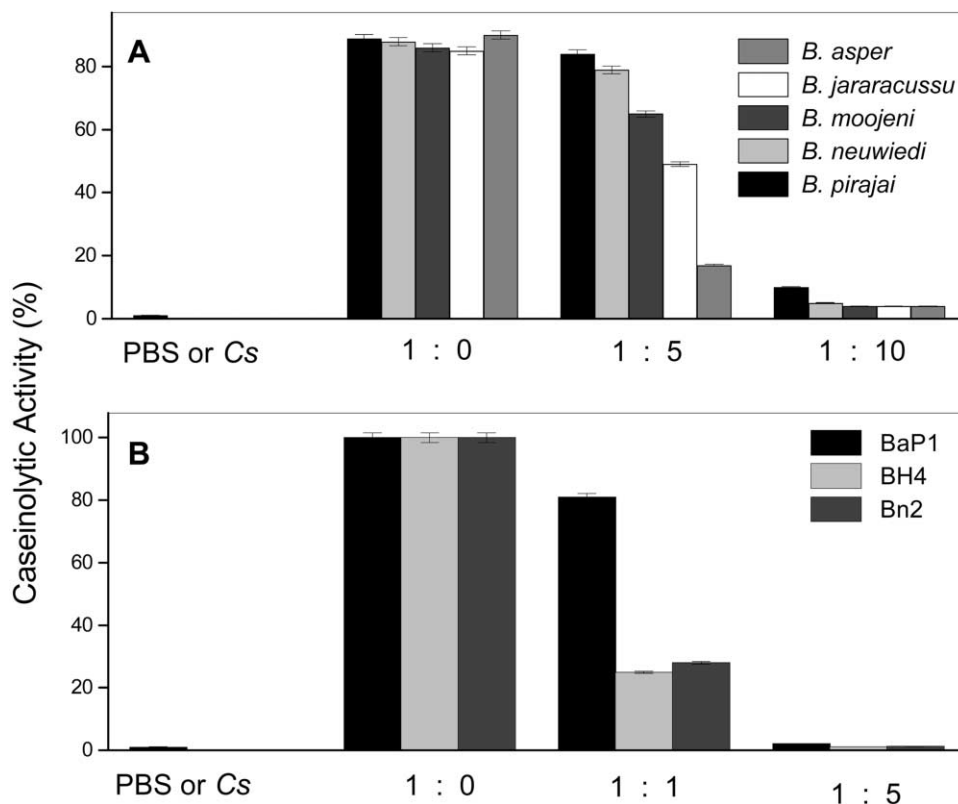 A
B. asper
B. jararacussu
B. moojeni
B. neuwiedi
B. pirajai
80
60
40
20
0
PBS or Cs
1 : 0
1 : 5
1 : 10
Caseinolytic Activity (%)
B
BaP1
BH4
Bn2
100
80
60
40
20
0
PBS or Cs
1 : 0
1 : 1
1 : 5